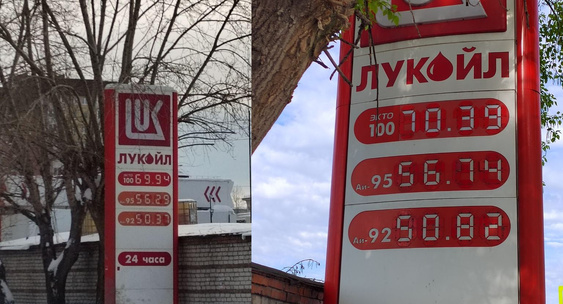 LUK
ЛУКОЙЛ
100 69.94
95 56.29
92 50.37
24 часа
ЛУКОЙЛ
ЭКТО
100 70.39
Аи-95 56.74
Аи-92 50.82